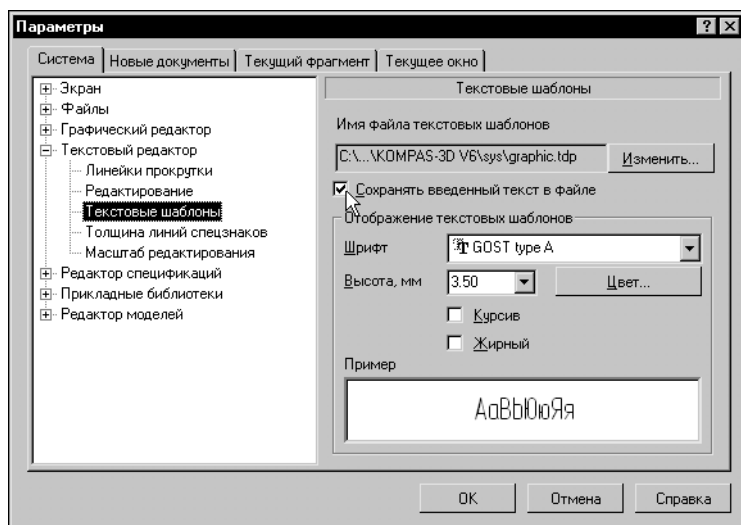 Параметры
Система Новые документы Текущий фрагмент Текущее окно
Экран
Файлы
Графический редактор
Текстовый редактор
Линейки прокрутки
Редактирование
Текстовые шаблоны
Толщина линий спецзнаков
Масштаб редактирования
Редактор спецификаций
Прикладные библиотеки
Редактор моделей
Текстовые шаблоны
Имя файла текстовых шаблонов
C:\...\KOMPAS-3D V6\sys\graphic.tdp Изменить...
Сохранять введенный текст в файле
Отображение текстовых шаблонов
Шрифт GOST type A
Высота, мм 3.50 Цвет...
Курсив
Жирный
Пример
АаВЬЮюЯя
OK Отмена Справка